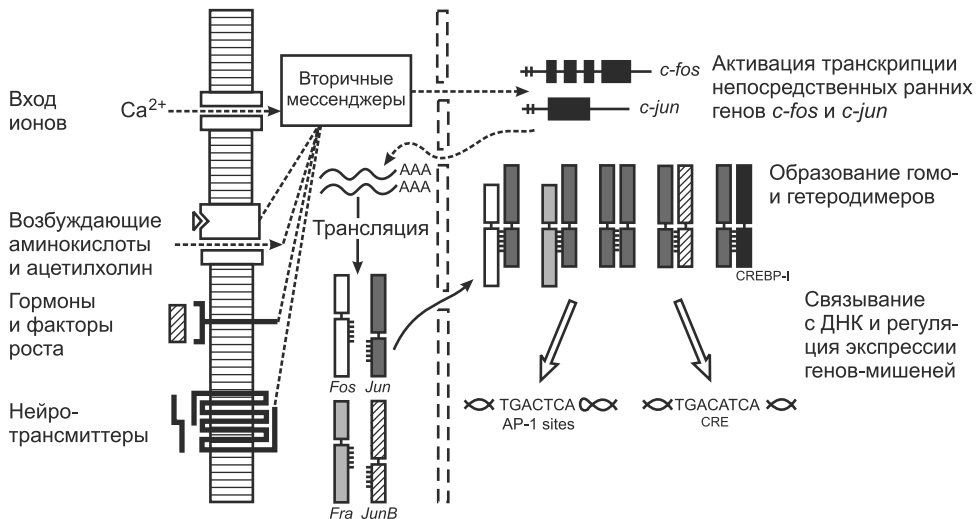 Вход
ионов
Ca2+
Вторичные
мессенджеры
c-fos
c-jun
Активация транскрипции
непосредственных ранних
генов c-fos и c-jun
AAA
AAA
Трансляция
Возбуждающие
аминокислоты
и ацетилхолин
Гормоны
и факторы
роста
Нейро-
трансмиттеры
Fos Jun
Fra JunB
Образование гомо-
и гетеродимеров
CREBP-I
Связывание
с ДНК и регуля-
ция экспрессии
генов-мишеней
TGACTCA
AP-1 sites
TGACATCA
CRE